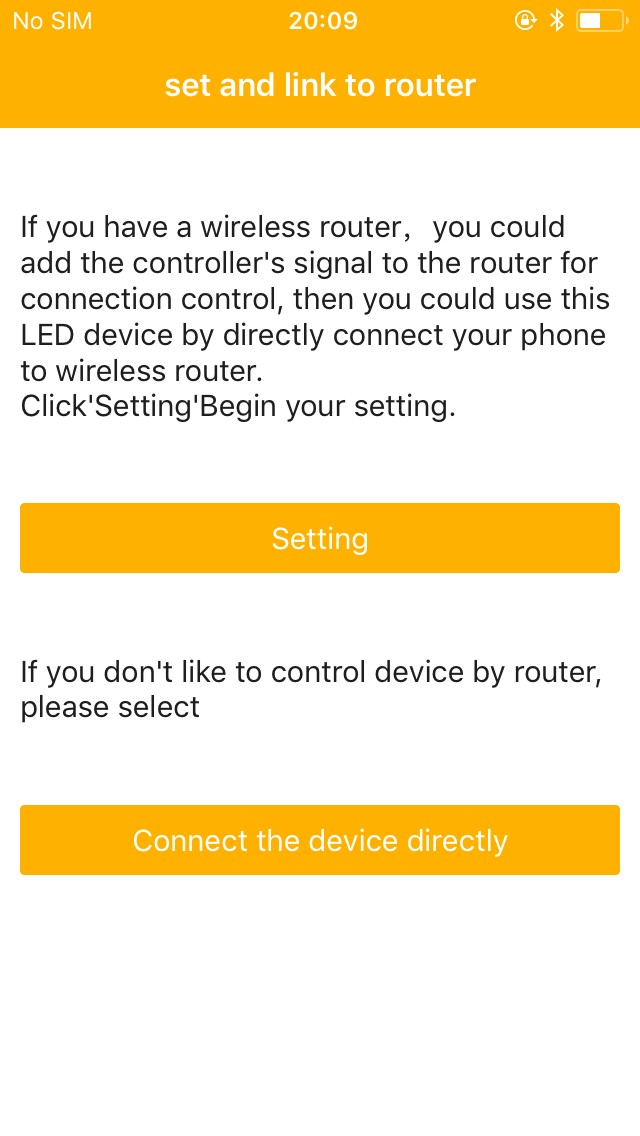 No SIM
20:09
set and link to router
If you have a wireless router，you could
add the controller's signal to the router for
connection control, then you could use this
LED device by directly connect your phone
to wireless router.
Click'Setting'Begin your setting.
Setting
If you don't like to control device by router,
please select
Connect the device directly